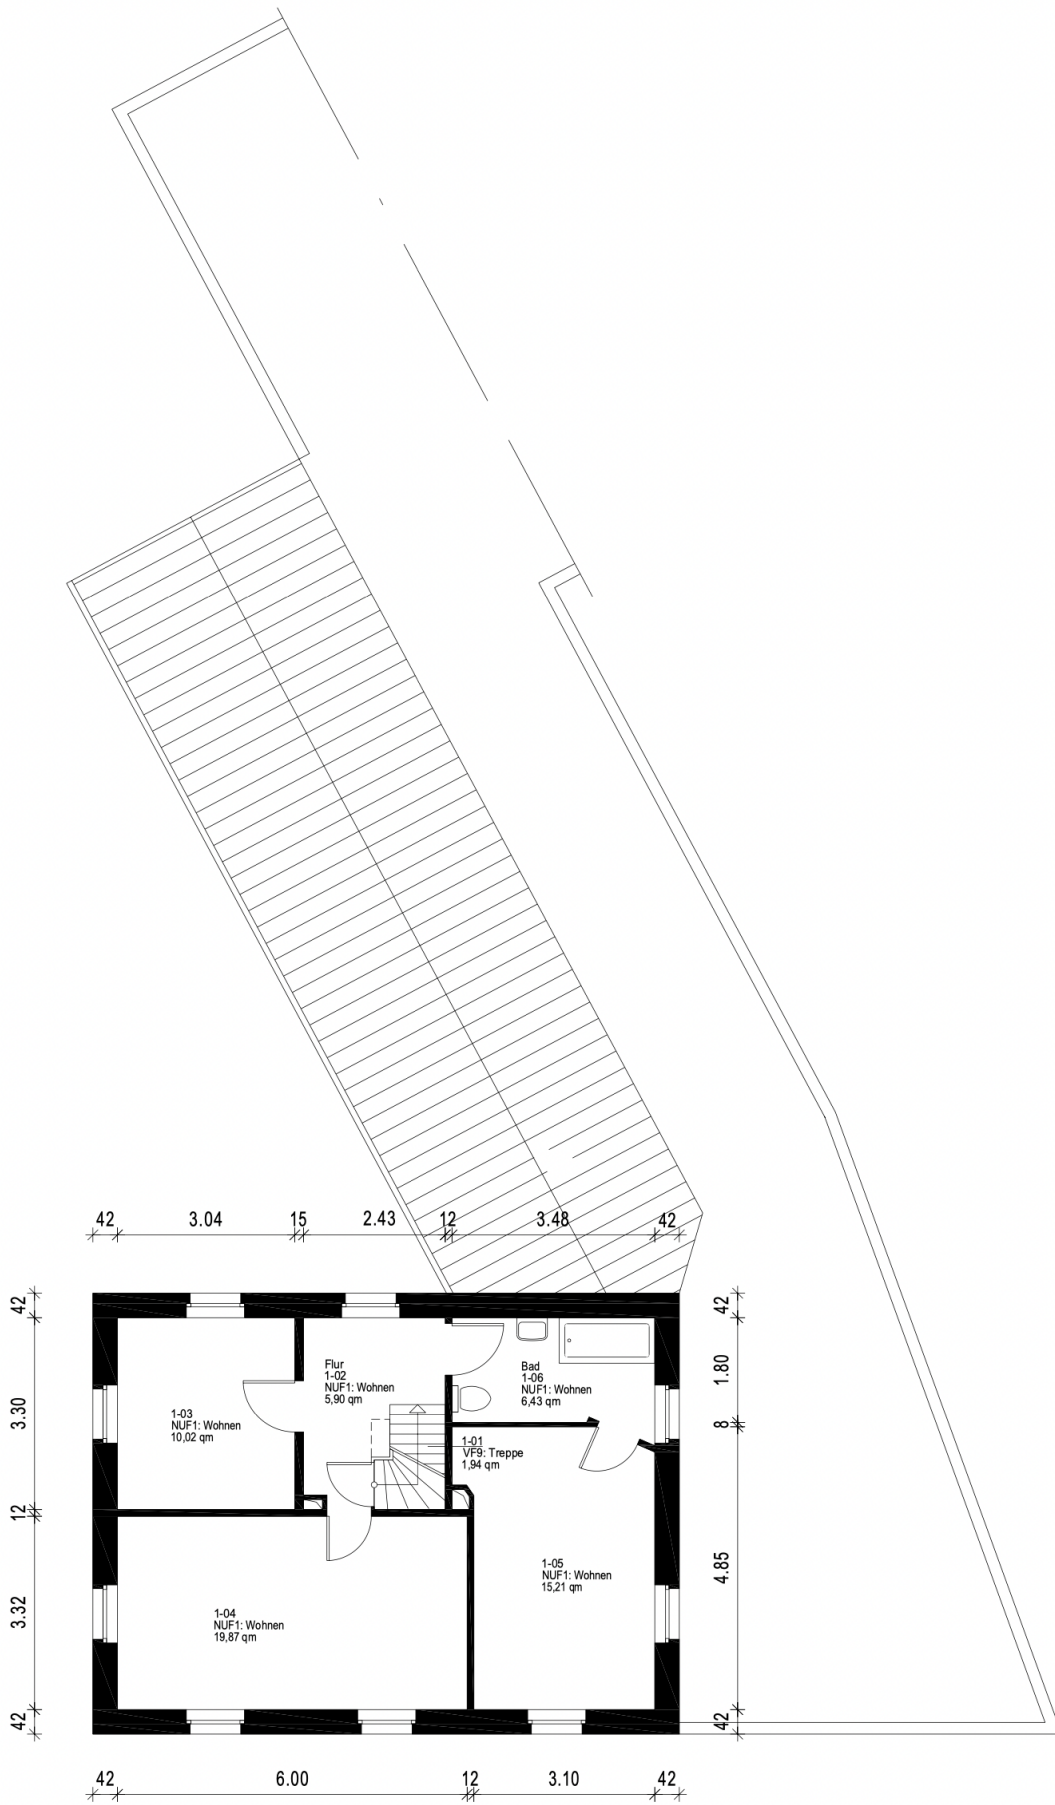 42 3.04 15 2.43 12 3.48 42
42
3.30
12
3.32
42
42
1.80
8
4.85
42
Flur
1-02
NUF1: Wohnen
5,90 qm
Bad
1-06
NUF1: Wohnen
6,43 qm
1-03
NUF1: Wohnen
10,02 qm
1-01
VF9: Treppe
1,94 qm
1-05
NUF1: Wohnen
15,21 qm
1-04
NUF1: Wohnen
19,87 qm
42 6.00 12 3.10 42